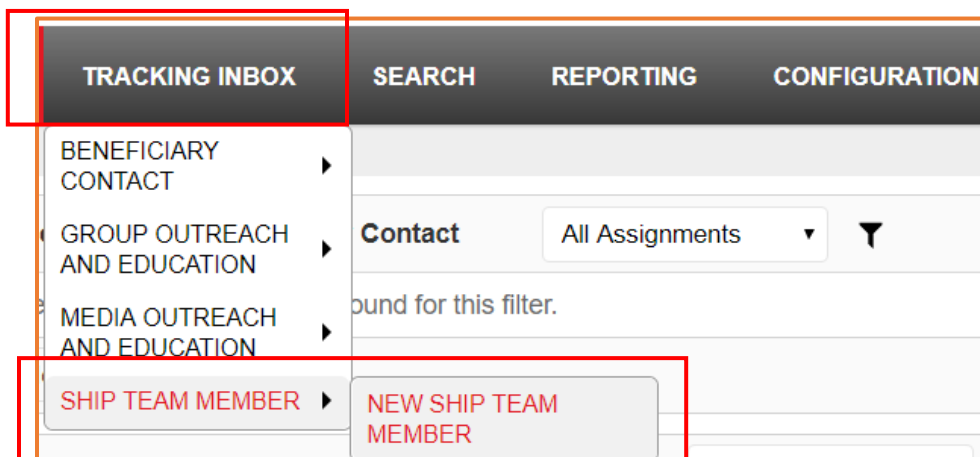 TRACKING INBOX SEARCH REPORTING CONFIGURATION
BENEFICIARY
CONTACT
GROUP OUTREACH
AND EDUCATION
Contact All Assignments
MEDIA OUTREACH
AND EDUCATION
for this filter.
SHIP TEAM MEMBER
NEW SHIP TEAM
MEMBER